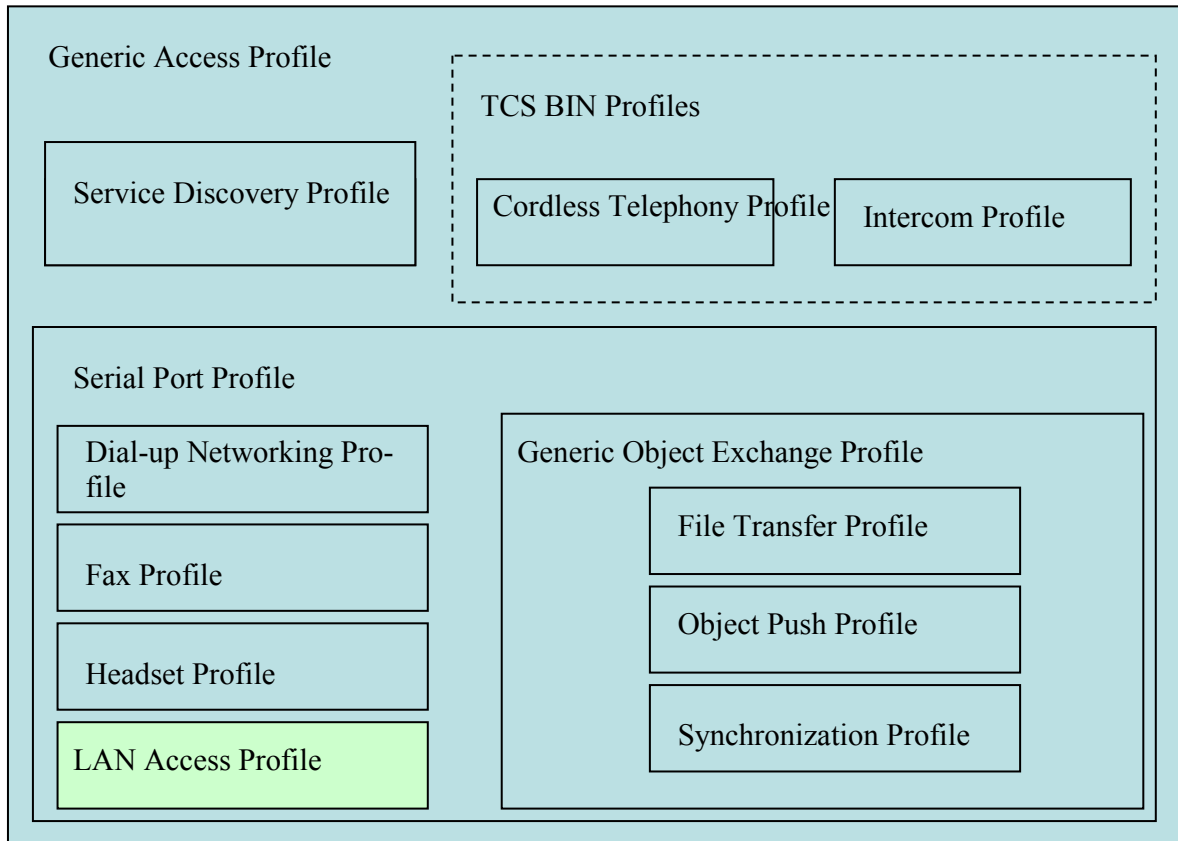 Generic Access Profile
TCS BIN Profiles
Service Discovery Profile
Cordless Telephony Profile
Intercom Profile
Serial Port Profile
Dial-up Networking Pro-
file
Fax Profile
Headset Profile
LAN Access Profile
Generic Object Exchange Profile
File Transfer Profile
Object Push Profile
Synchronization Profile